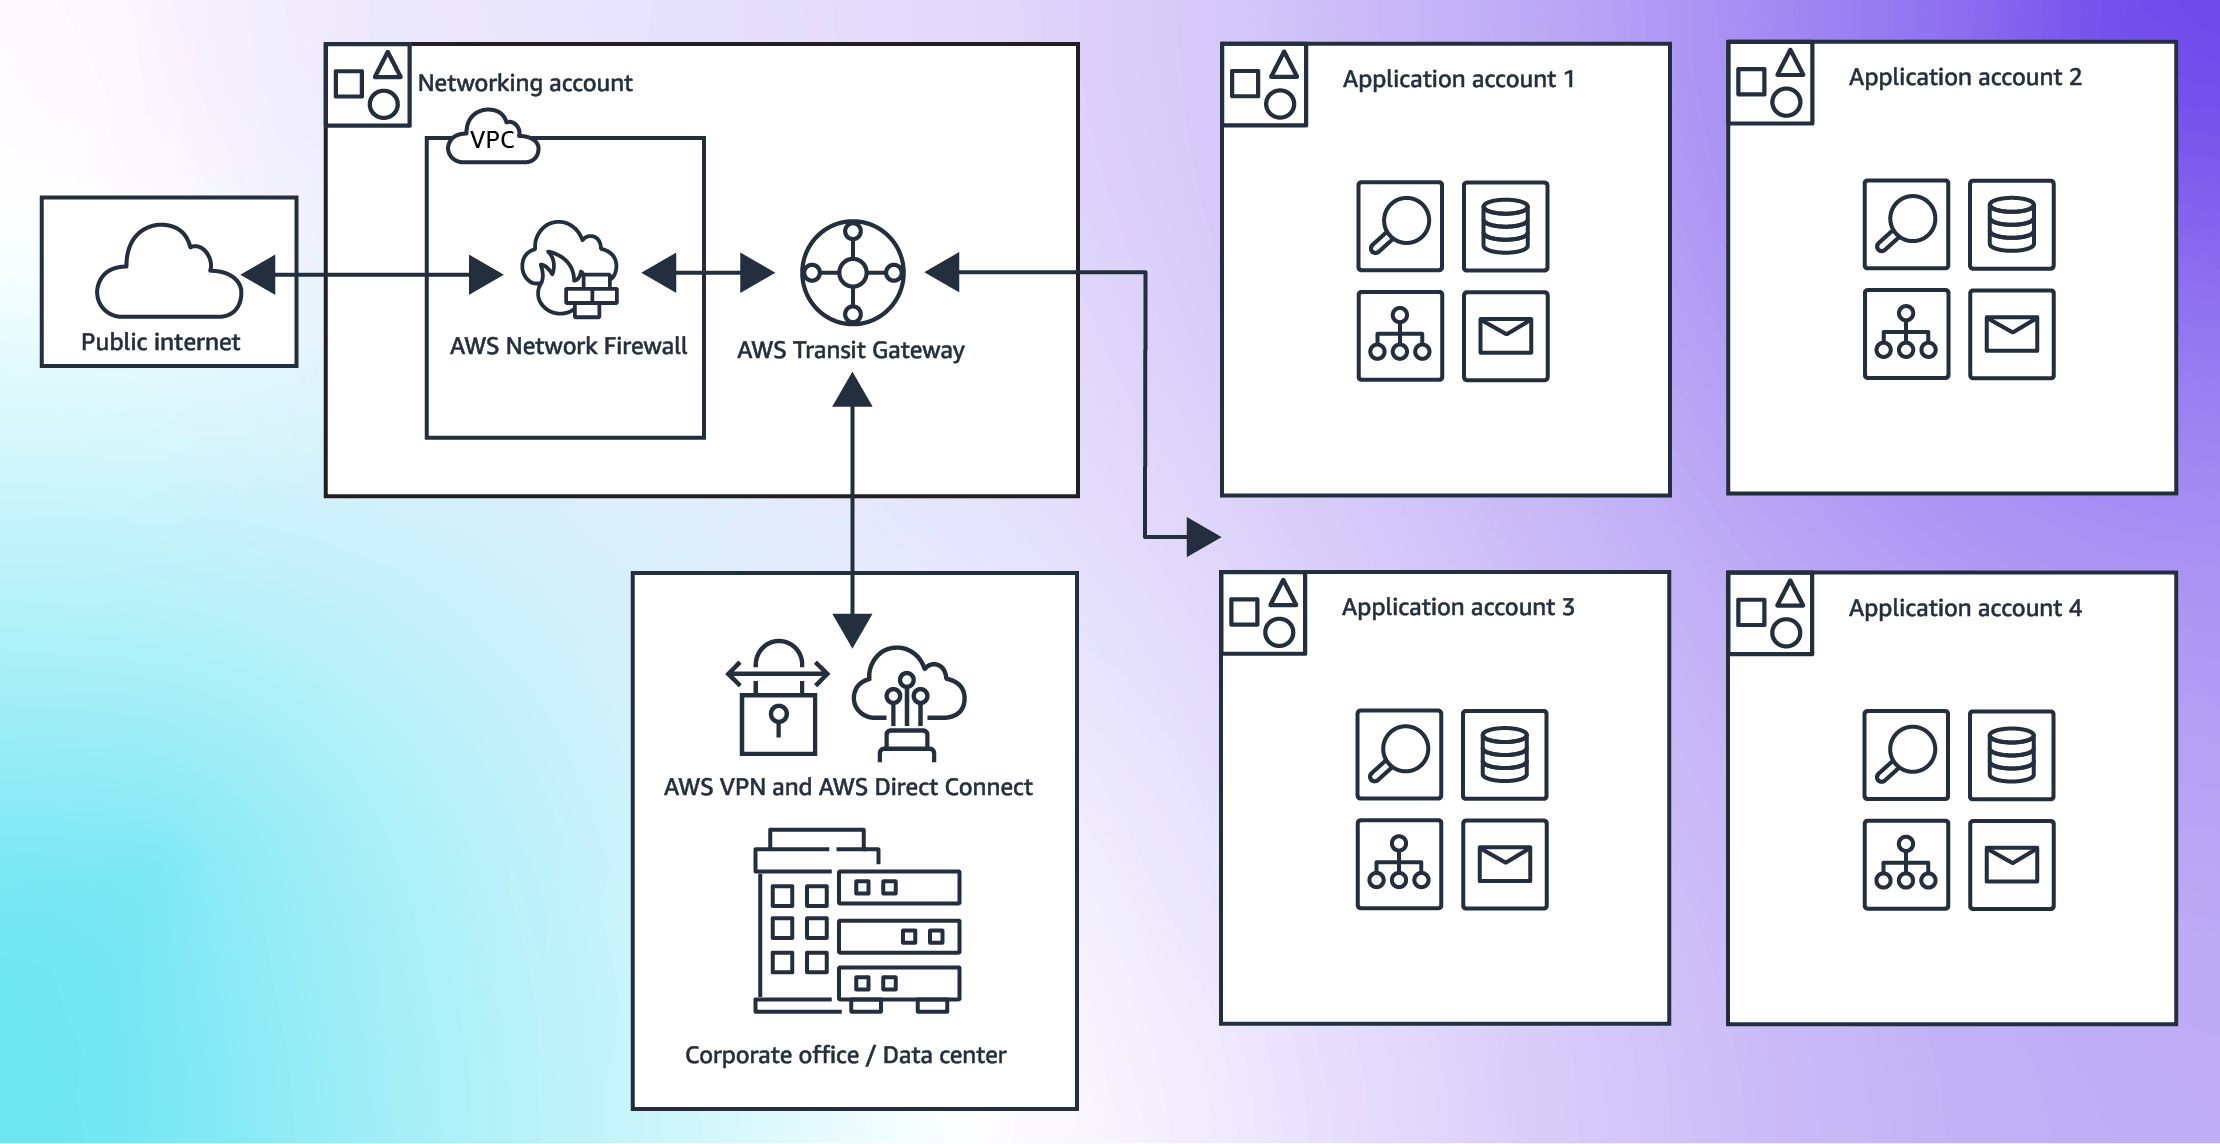 Networking account
VPC
Public internet
AWS Network Firewall
AWS Transit Gateway
AWS VPN and AWS Direct Connect
Corporate office / Data center
Application account 1
Application account 2
Application account 3
Application account 4